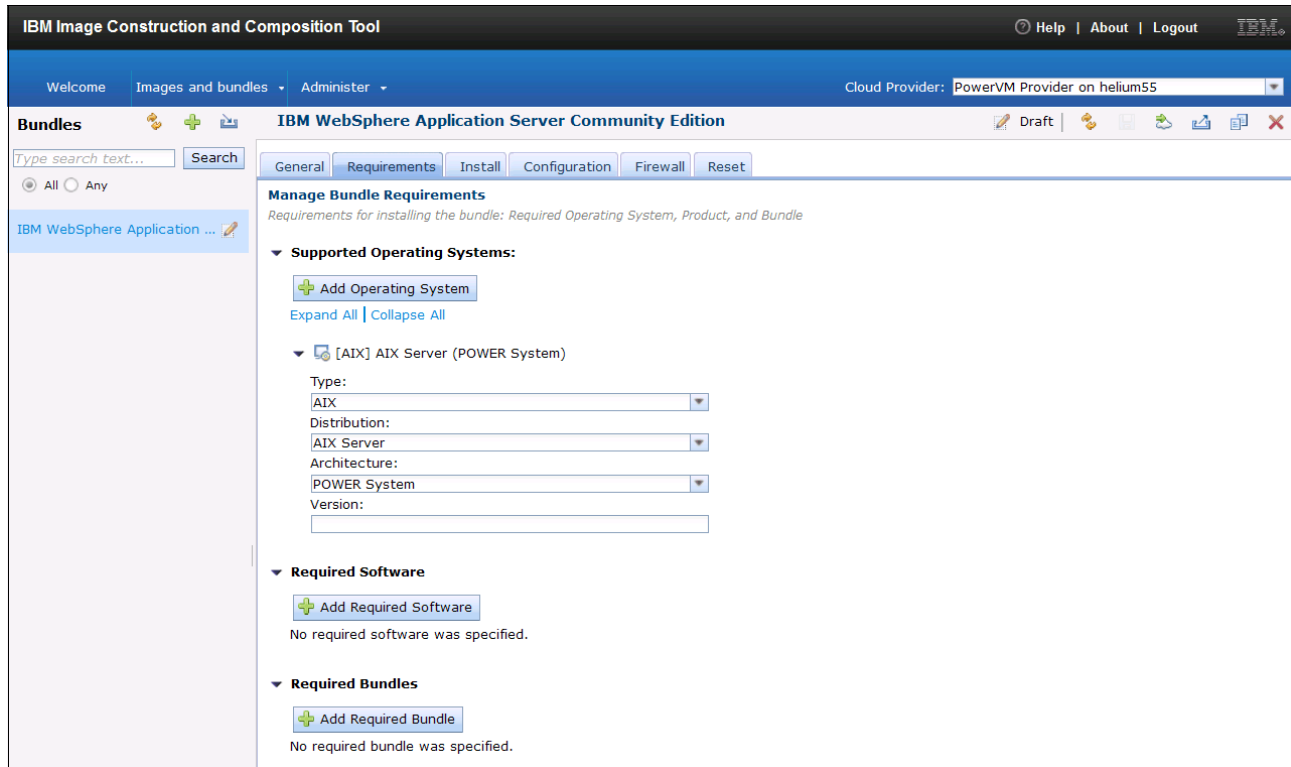 IBM Image Construction and Composition Tool
Help | About | Logout
IBM
Welcome Images and bundles Administer Cloud Provider: PowerVM Provider on helium55
Bundles
IBM WebSphere Application Server Community Edition
Draft
Type search text... Search
All Any
IBM WebSphere Application ...
General Requirements Install Configuration Firewall Reset
Manage Bundle Requirements
Requirements for installing the bundle: Required Operating System, Product, and Bundle
Supported Operating Systems:
Add Operating System
Expand All | Collapse All
[AIX] AIX Server (POWER System)
Type:
AIX
Distribution:
AIX Server
Architecture:
POWER System
Version:
Required Software
Add Required Software
No required software was specified.
Required Bundles
Add Required Bundle
No required bundle was specified.